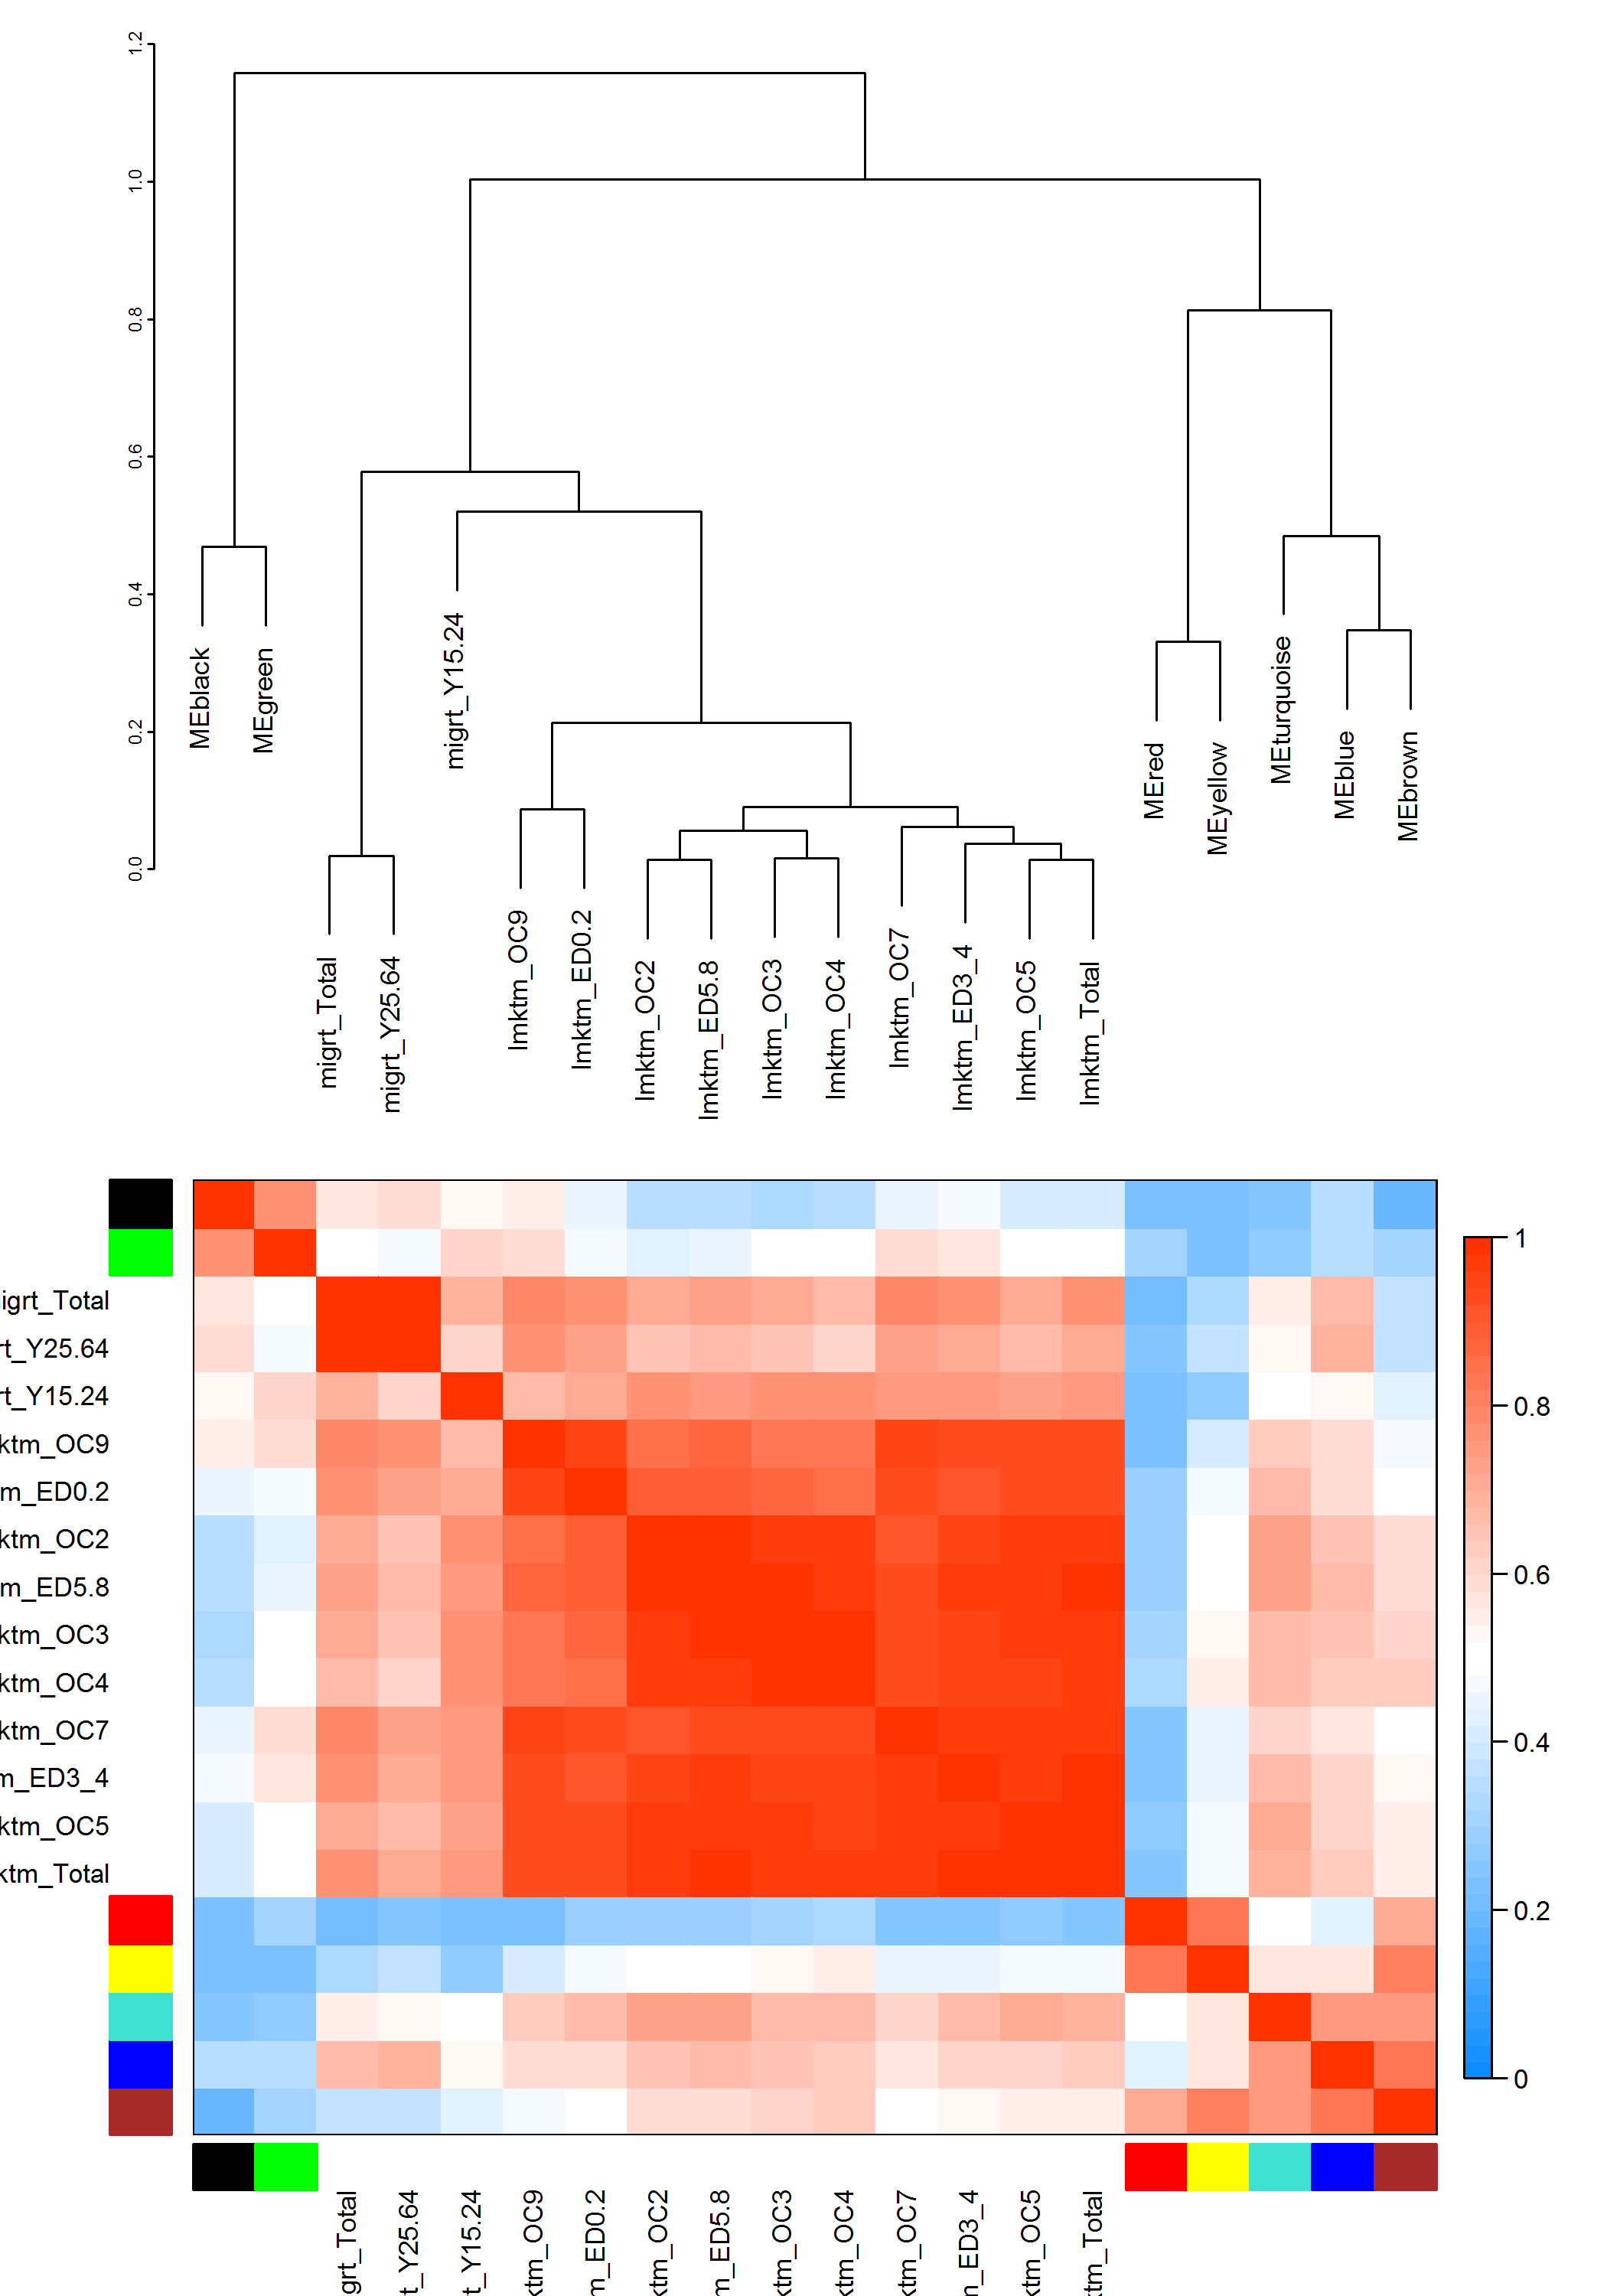 1.2
1.0
0.8
0.6
0.4
0.2
0.0
MEblack
MEgreen
migrt_Total
migrt_Y25.64
migrt_Y15.24
lmktm_OC9
lmktm_ED0.2
lmktm_OC2
lmktm_ED5.8
lmktm_OC3
lmktm_OC4
lmktm_OC7
lmktm_ED3_4
lmktm_OC5
lmktm_Total
MEred
MEyellow
MEturquoise
MEblue
MEbrown
igrt_Total
rt_Y25.64
rt_Y15.24
ktm_OC9
m_ED0.2
ktm_OC2
m_ED5.8
ktm_OC3
ktm_OC4
ktm_OC7
m_ED3_4
ktm_OC5
ktm_Total
1
0.8
0.6
0.4
0.2
0
grt_Total
t_Y25.64
t_Y15.24
ktm_OC9
m_ED0.2
ktm_OC2
m_ED5.8
ktm_OC3
ktm_OC4
ktm_OC7
m_ED3_4
ktm_OC5
tm_Total